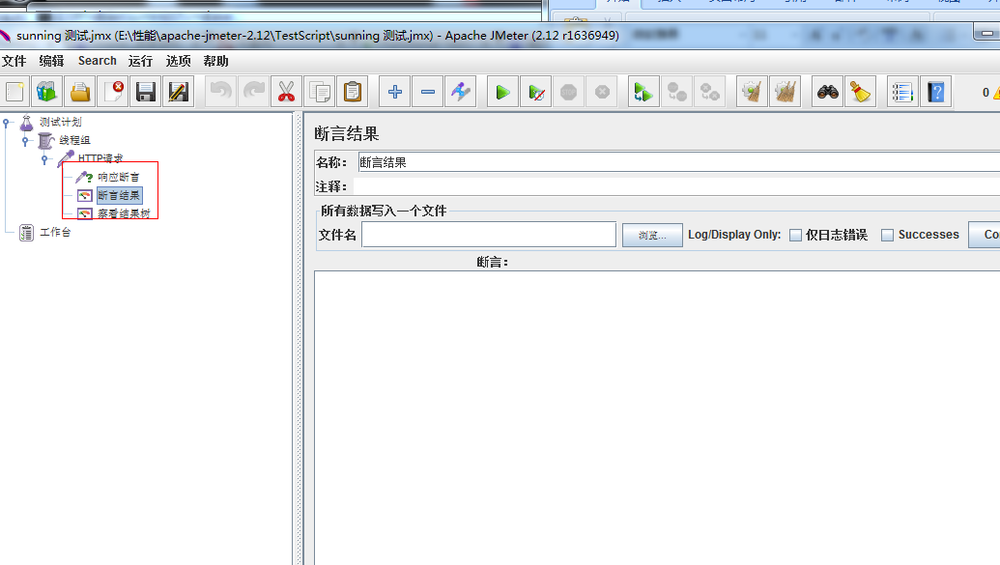 sunning 测试.jmx (E:\性能\apache-jmeter-2.12\TestScript\sunning 测试.jmx) - Apache JMeter (2.12 r1636949)
文件 编辑 Search 运行 选项 帮助
0
测试计划
线程组
HTTP请求
响应断言
断言结果
察看结果树
工作台
断言结果
名称： 断言结果
注释：
所有数据写入一个文件
文件名 浏览... Log/Display Only: 仅日志错误 Successes Co
断言：